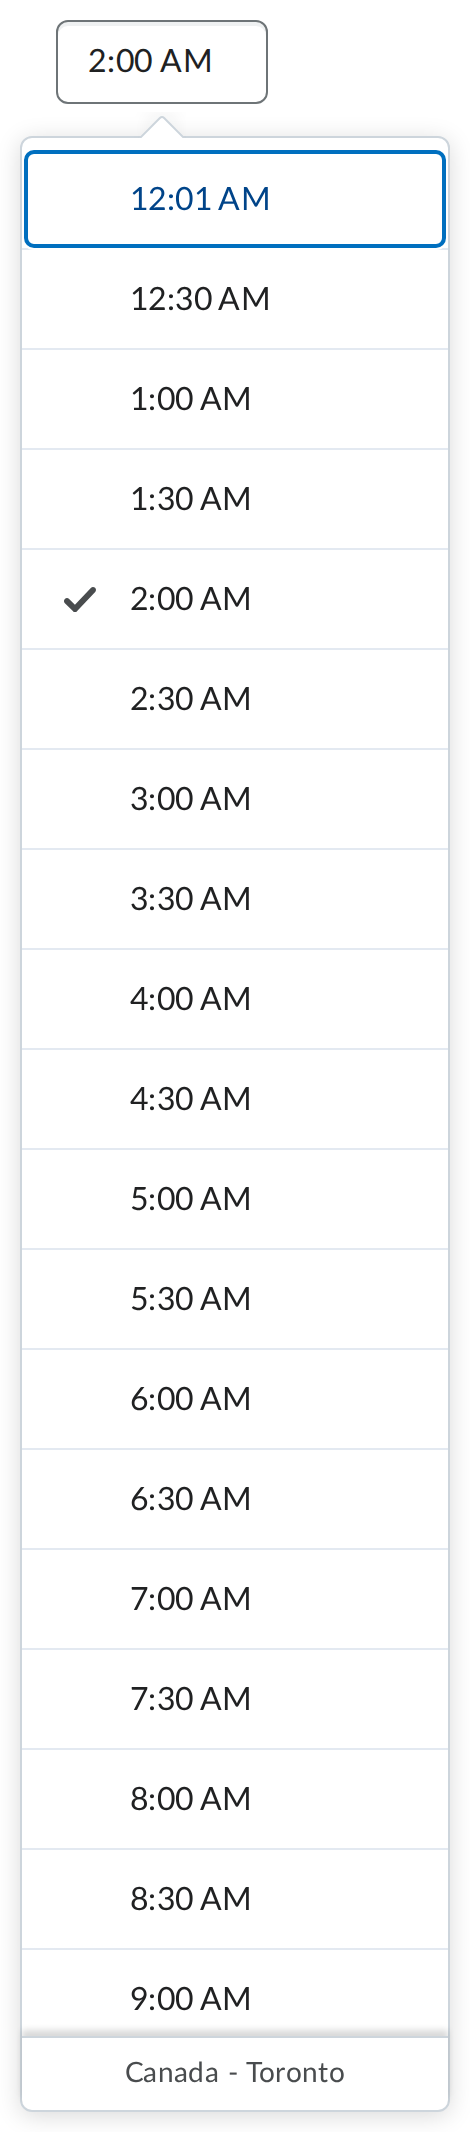 2:00 AM
12:01 AM
12:30 AM
1:00 AM
1:30 AM
2:00 AM
2:30 AM
3:00 AM
3:30 AM
4:00 AM
4:30 AM
5:00 AM
5:30 AM
6:00 AM
6:30 AM
7:00 AM
7:30 AM
8:00 AM
8:30 AM
9:00 AM
Canada - Toronto